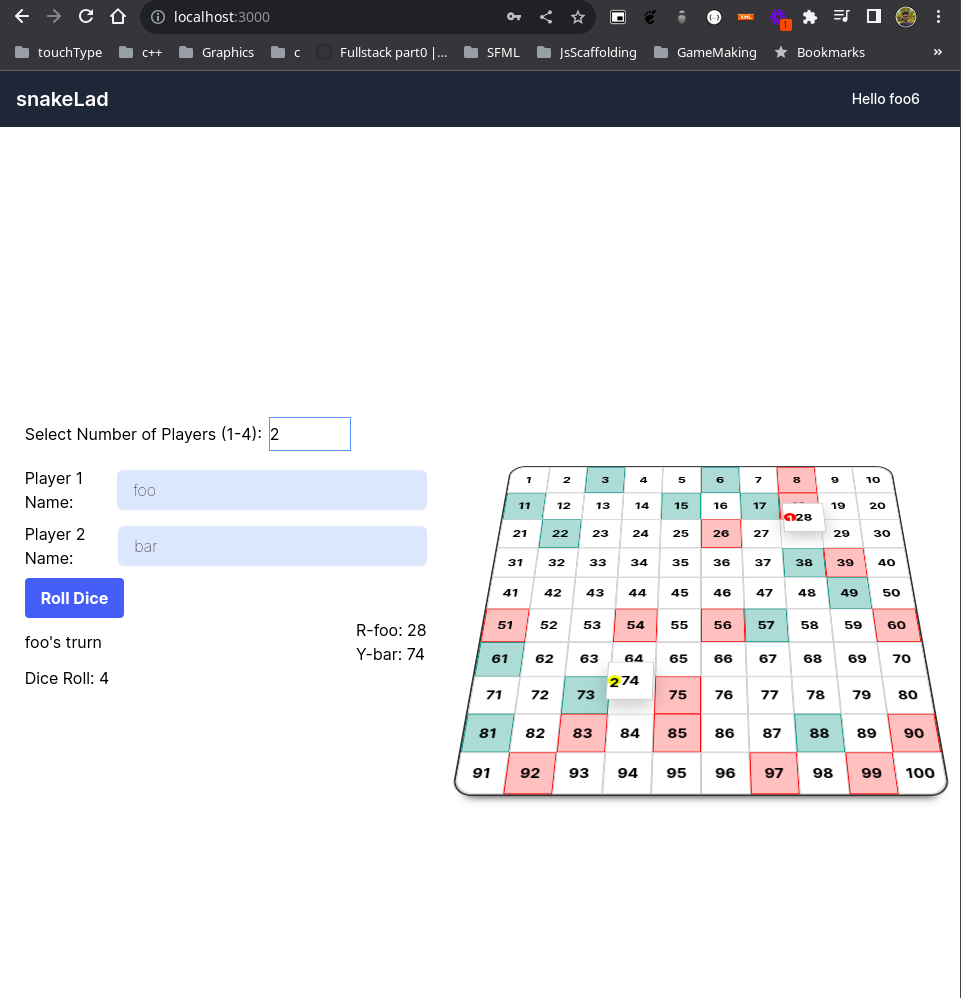 localhost:3000
XML
1
touchType
c++
Graphics
c
Fullstack part0 |...
SFML
JsScaffolding
GameMaking
Bookmarks
»
snakeLad
Hello foo6
Select Number of Players (1-4): 2
Player 1 Name: foo
Player 2 Name: bar
Roll Dice
foo's trurn
R-foo: 28
Y-bar: 74
Dice Roll: 4
1 2 3 4 5 6 7 8 9 10
11 12 13 14 15 16 17 19 20
21 22 23 24 25 26 27 1 28 29 30
31 32 33 34 35 36 37 38 39 40
41 42 43 44 45 46 47 48 49 50
51 52 53 54 55 56 57 58 59 60
61 62 63 64 65 66 67 68 69 70
71 72 73 2 74 75 76 77 78 79 80
81 82 83 84 85 86 87 88 89 90
91 92 93 94 95 96 97 98 99 100